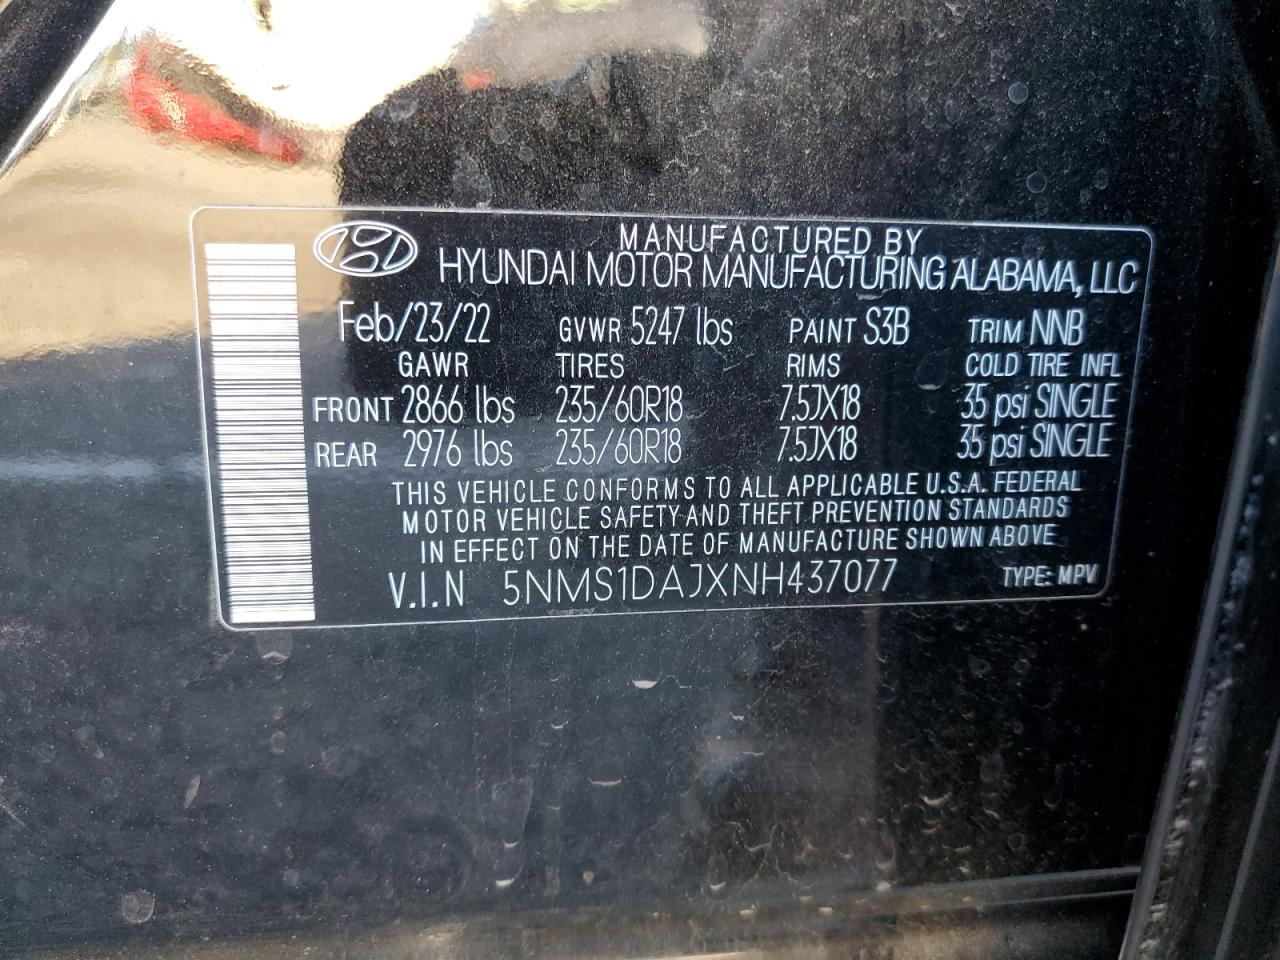 MANUFACTURED BY
HYUNDAI MOTOR MANUFACTURING ALABAMA, LLC
Feb/23/22 GVWR 5247 lbs PAINT S3B TRIM NNB
GAWR TIRES RIMS COLD TIRE INFL
FRONT 2866 lbs 235/60R18 7.5JX18 35 psi SINGLE
REAR 2976 lbs 235/60R18 7.5JX18 35 psi SINGLE
THIS VEHICLE CONFORMS TO ALL APPLICABLE U.S.A. FEDERAL
MOTOR VEHICLE SAFETY AND THEFT PREVENTION STANDARDS
IN EFFECT ON THE DATE OF MANUFACTURE SHOWN ABOVE
V.I.N 5NMS1DAJXNH437077 TYPE: MPV